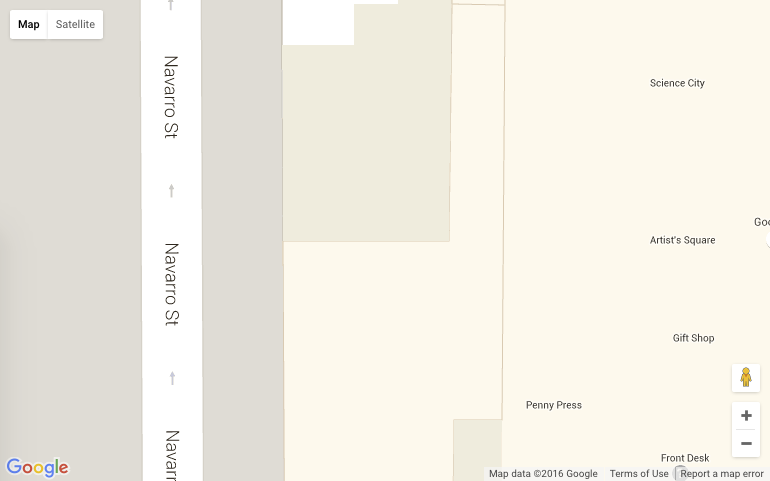 Map Satellite
Navarro St
Science City
Artist's Square
Navarro St
Gift Shop
Penny Press
Front Desk
Google
Map data ©2016 Google Terms of Use Report a map error